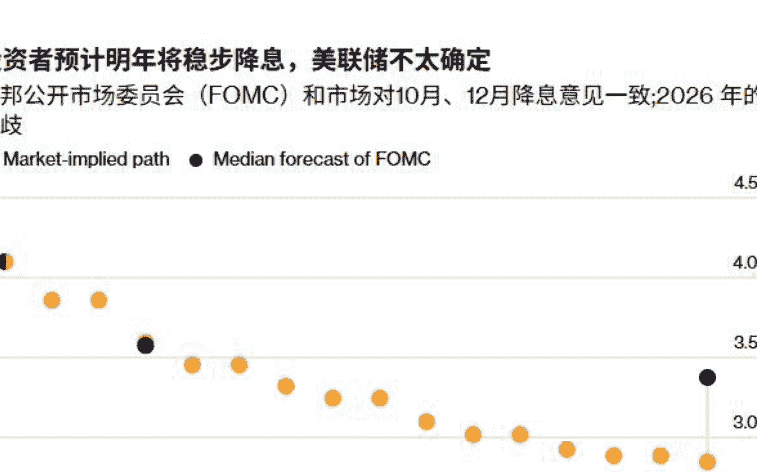 资者预计明年将稳步降息，美联储不太确定
邦公开市场委员会（FOMC）和市场对10月、12月降息意见一致;2026 年的
歧
Market-implied path ● Median forecast of FOMC
4.5
4.0
3.5
3.0